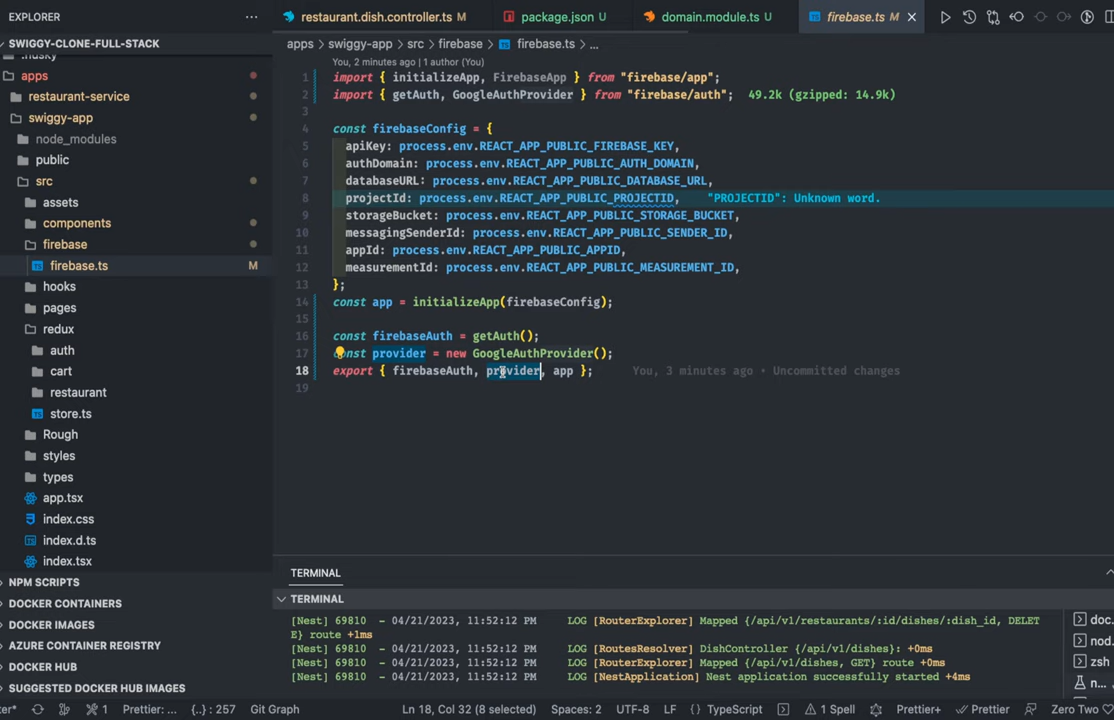 EXPLORER ...
restaurant.dish.controller.ts M package.json M domain.module.ts M firebase.ts M
SWIGGY-CLONE-FULL-STACK
apps > swiggy-app > src > firebase > firebase.ts > ...
.husky
apps
restaurant-service
swiggy-app
node_modules
public
src
assets
components
firebase
firebase.ts M
hooks
pages
redux
auth
cart
restaurant
store.ts
Rough
styles
types
app.tsx
index.css
index.d.ts
index.tsx
NPM SCRIPTS
DOCKER CONTAINERS
DOCKER IMAGES
AZURE CONTAINER REGISTRY
DOCKER HUB
SUGGESTED DOCKER HUB IMAGES
You, 2 minutes ago | 1 author (You)
1 import { initializeApp, FirebaseApp } from "firebase/app";
2 import { getAuth, GoogleAuthProvider } from "firebase/auth"; 49.2k (gzipped: 14.9k)
3
4 const firebaseConfig = {
5 apiKey: process.env.REACT_APP_PUBLIC_FIREBASE_KEY,
6 authDomain: process.env.REACT_APP_PUBLIC_AUTH_DOMAIN,
7 databaseURL: process.env.REACT_APP_PUBLIC_DATABASE_URL,
8 projectId: process.env.REACT_APP_PUBLIC_PROJECTID, "PROJECTID": Unknown word.
9 storageBucket: process.env.REACT_APP_PUBLIC_STORAGE_BUCKET,
10 messagingSenderId: process.env.REACT_APP_PUBLIC_SENDER_ID,
11 appId: process.env.REACT_APP_PUBLIC_APPID,
12 measurementId: process.env.REACT_APP_PUBLIC_MEASUREMENT_ID,
13 };
14 const app = initializeApp(firebaseConfig);
15
16 const firebaseAuth = getAuth();
17 const provider = new GoogleAuthProvider();
18 export { firebaseAuth, provider, app }; You, 3 minutes ago • Uncommitted changes
19
TERMINAL
TERMINAL
[Nest] 69810 - 04/21/2023, 11:52:12 PM LOG [RouterExplorer] Mapped {/api/v1/restaurants/:id/dishes/:dish_id, DELET
E} route +1ms
[Nest] 69810 - 04/21/2023, 11:52:12 PM LOG [RoutesResolver] DishController {/api/v1/dishes}: +0ms
[Nest] 69810 - 04/21/2023, 11:52:12 PM LOG [RouterExplorer] Mapped {/api/v1/dishes, GET} route +0ms
[Nest] 69810 - 04/21/2023, 11:52:12 PM LOG [NestApplication] Nest application successfully started +4ms
doc.
nod.
zsh
n...
ter* 1 Prettier: ... {..} : 257 Git Graph Ln 18, Col 32 (8 selected) Spaces: 2 UTF-8 LF {} TypeScript 1 Spell Prettier+ Prettier Zero Two